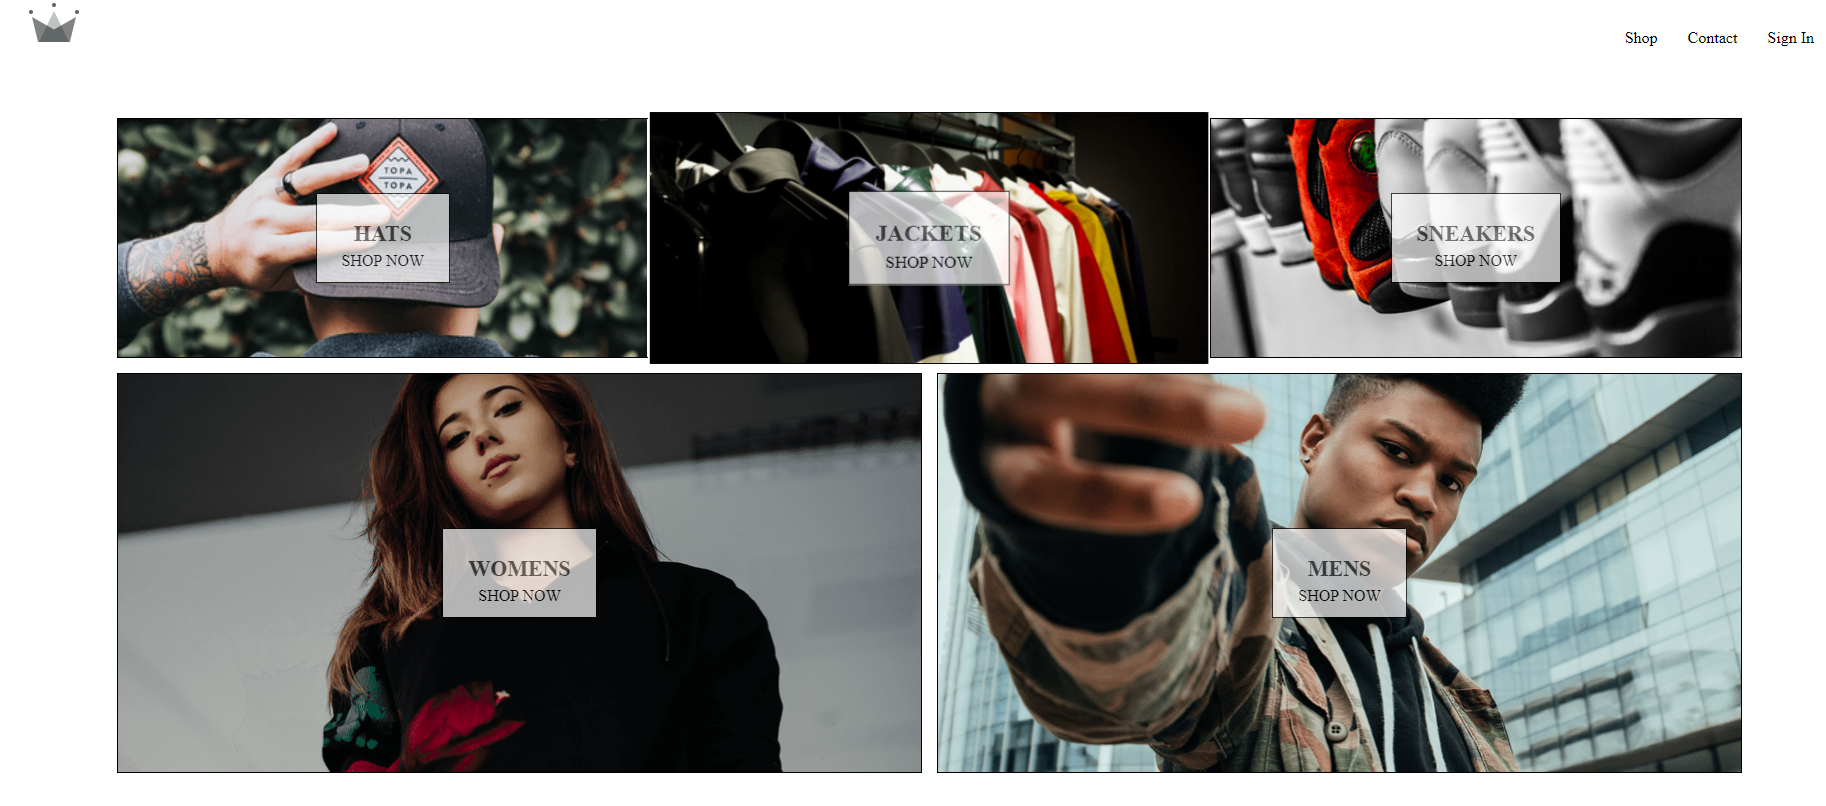 Shop
Contact
Sign In
TOPA
TOPA
HATS
SHOP NOW
JACKETS
SHOP NOW
SNEAKERS
SHOP NOW
WOMENS
SHOP NOW
MENS
SHOP NOW